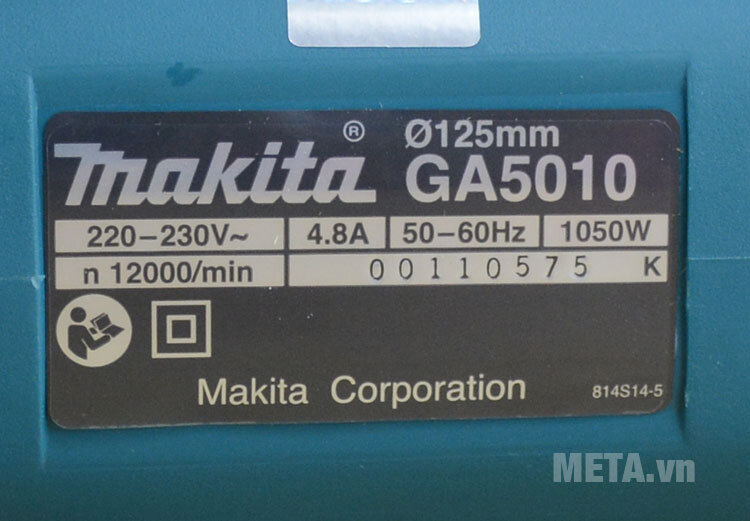 Makita® Ø125mm
GA5010
220–230V~ 4.8A 50–60Hz 1050W
n 12000/min 00110575 K
Makita Corporation 814S14-5
META.vn